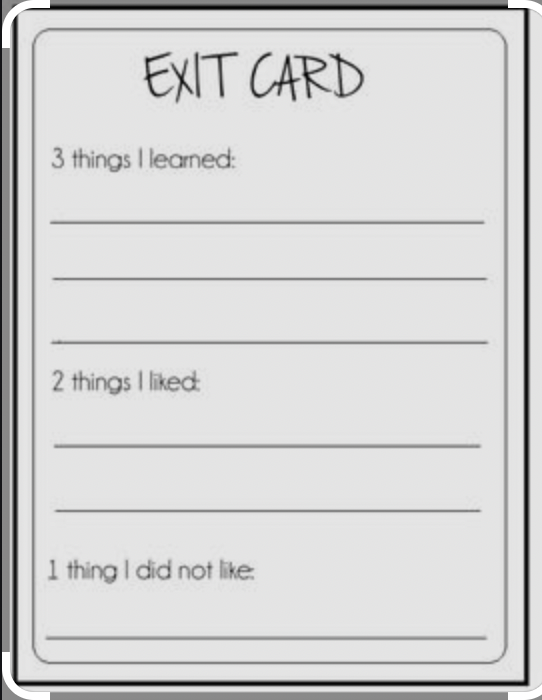 EXIT CARD
3 things I learned:
2 things I liked:
1 thing I did not like: